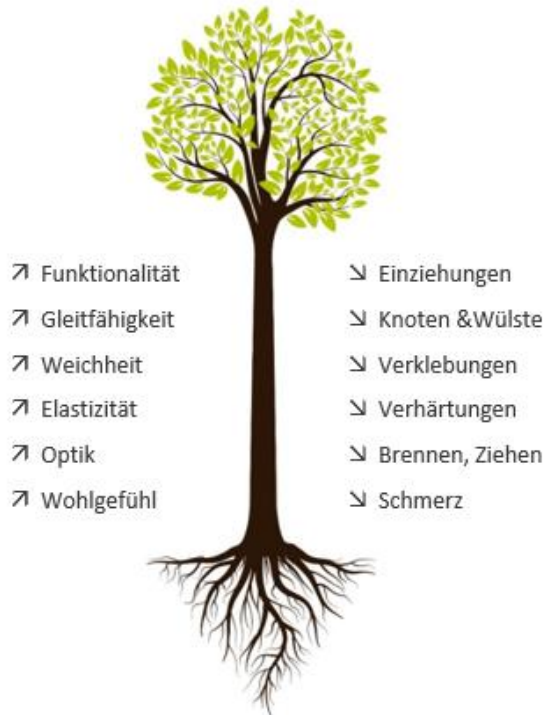 ↗ Funktionalität
↗ Gleitfähigkeit
↗ Weichheit
↗ Elastizität
↗ Optik
↗ Wohlgefühl
↘ Einziehungen
↘ Knoten &Wülste
↘ Verklebungen
↘ Verhärtungen
↘ Brennen, Ziehen
↘ Schmerz